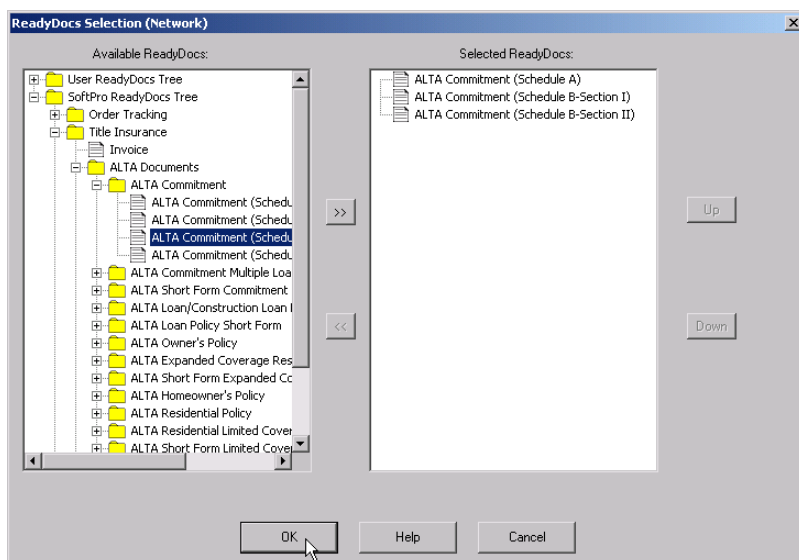 ReadyDocs Selection (Network)
Available ReadyDocs:
User ReadyDocs Tree
SoftPro ReadyDocs Tree
Order Tracking
Title Insurance
Invoice
ALTA Documents
ALTA Commitment
ALTA Commitment (Schedu
ALTA Commitment (Schedu
ALTA Commitment (Schedu
ALTA Commitment (Schedu
ALTA Commitment Multiple Loa
ALTA Short Form Commitment
ALTA Loan/Construction Loan
ALTA Loan Policy Short Form
ALTA Owner's Policy
ALTA Expanded Coverage Res
ALTA Short Form Expanded Co
ALTA Homeowner's Policy
ALTA Residential Policy
ALTA Residential Limited Cover
ALTA Short Form Limited Cover
>>
<<
Selected ReadyDocs:
ALTA Commitment (Schedule A)
ALTA Commitment (Schedule B-Section I)
ALTA Commitment (Schedule B-Section II)
Up
Down
OK
Help
Cancel